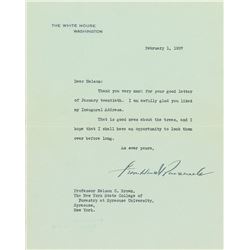 THE WHITE HOUSE
WASHINGTON
February 1, 1937
Dear Nelson:
Thank you very much for your good letter
of January twentieth. I am awfully glad you liked
my Inaugural Address.
That is good news about the trees, and I
hope that I shall have an opportunity to look them
over before long.
As ever yours,
Franklin D Roosevelt
Professor Nelson C. Brown,
The New York State College of
Forestry at Syracuse University,
Syracuse,
New York.